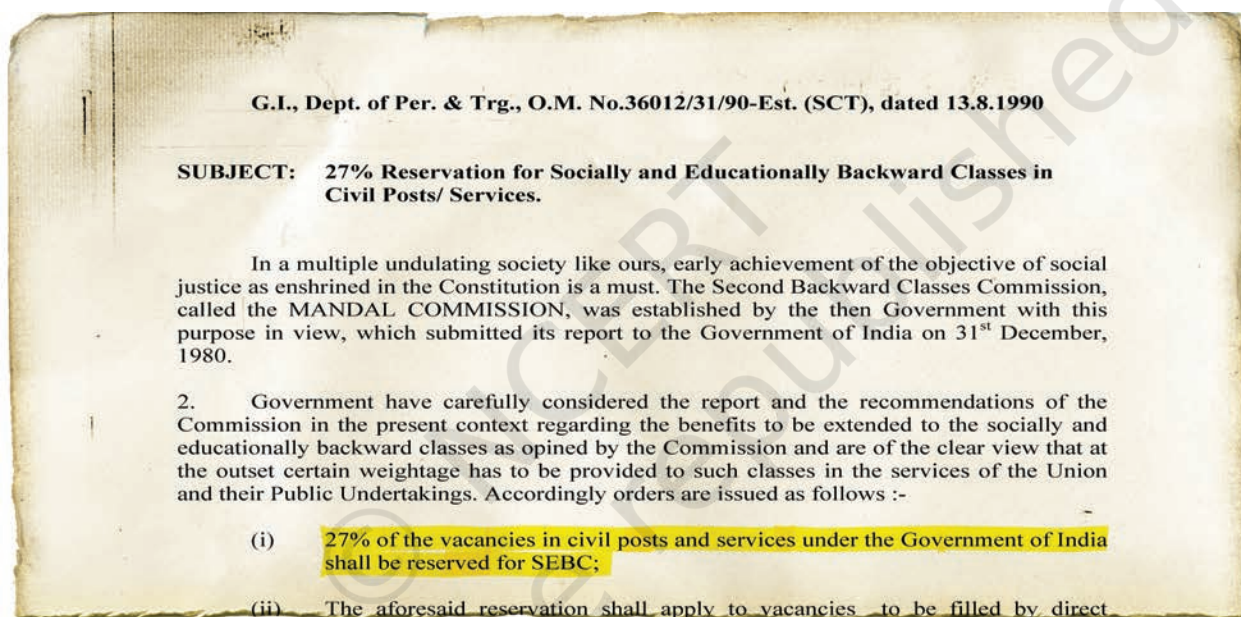 G.I., Dept. of Per. & Trg., O.M. No.36012/31/90-Est. (SCT), dated 13.8.1990
SUBJECT: 27% Reservation for Socially and Educationally Backward Classes in
Civil Posts/ Services.
In a multiple undulating society like ours, early achievement of the objective of social
justice as enshrined in the Constitution is a must. The Second Backward Classes Commission,
called the MANDAL COMMISSION, was established by the then Government with this
purpose in view, which submitted its report to the Government of India on 31st December,
1980.
2. Government have carefully considered the report and the recommendations of the
Commission in the present context regarding the benefits to be extended to the socially and
educationally backward classes as opined by the Commission and are of the clear view that at
the outset certain weightage has to be provided to such classes in the services of the Union
and their Public Undertakings. Accordingly orders are issued as follows :-
(i) 27% of the vacancies in civil posts and services under the Government of India
shall be reserved for SEBC;
(ii) The aforesaid reservation shall apply to vacancies to be filled by direct
© NCERT
republished